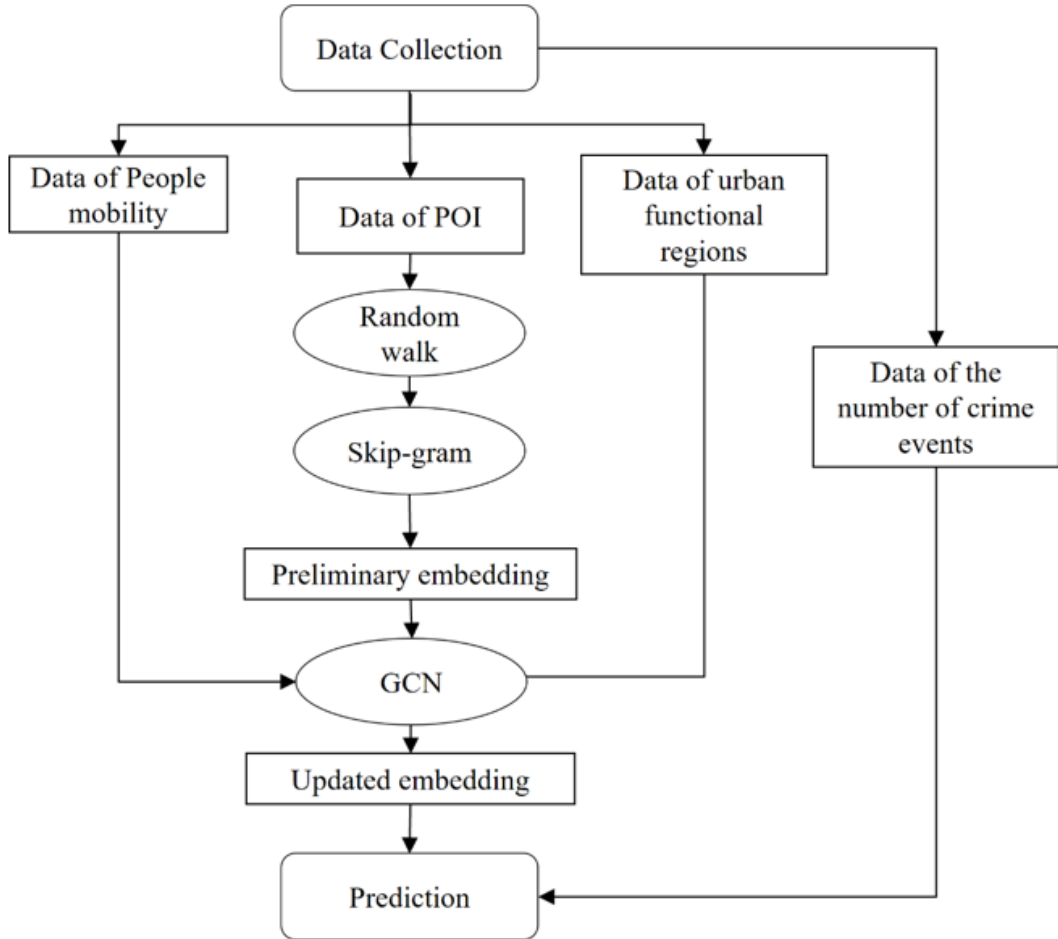 Data Collection
Data of People
mobility
Data of POI
Data of urban
functional
regions
Random
walk
Skip-gram
Data of the
number of crime
events
Preliminary embedding
GCN
Updated embedding
Prediction